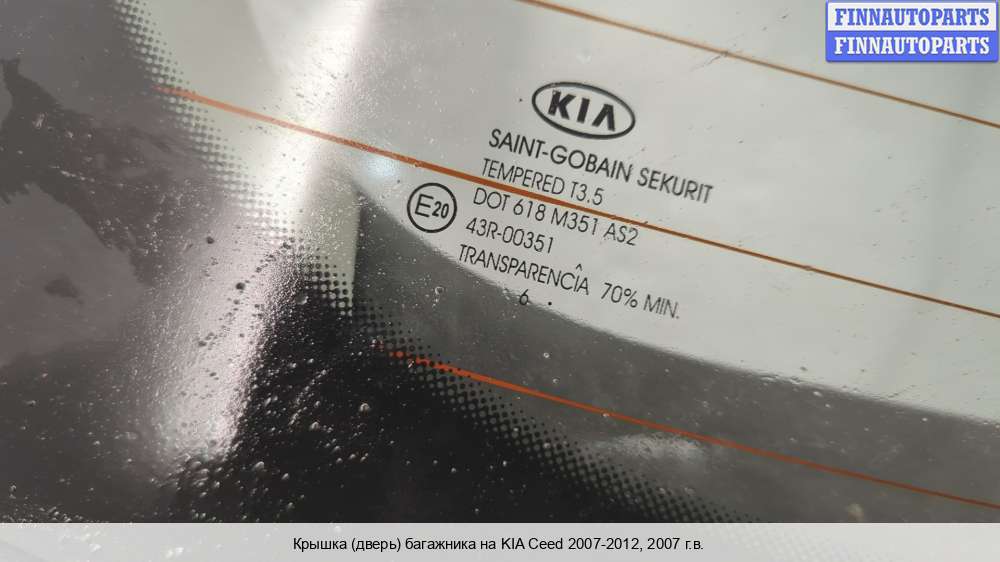 FINNAUTOPARTS
FINNAUTOPARTS
KIA
SAINT-GOBAIN SEKURIT
TEMPERED T3.5
DOT 618 M351 AS2
E20
43R-00351
TRANSPARENCÎA 70% MIN.
6 .
Крышка (дверь) багажника на KIA Ceed 2007-2012, 2007 г.в.